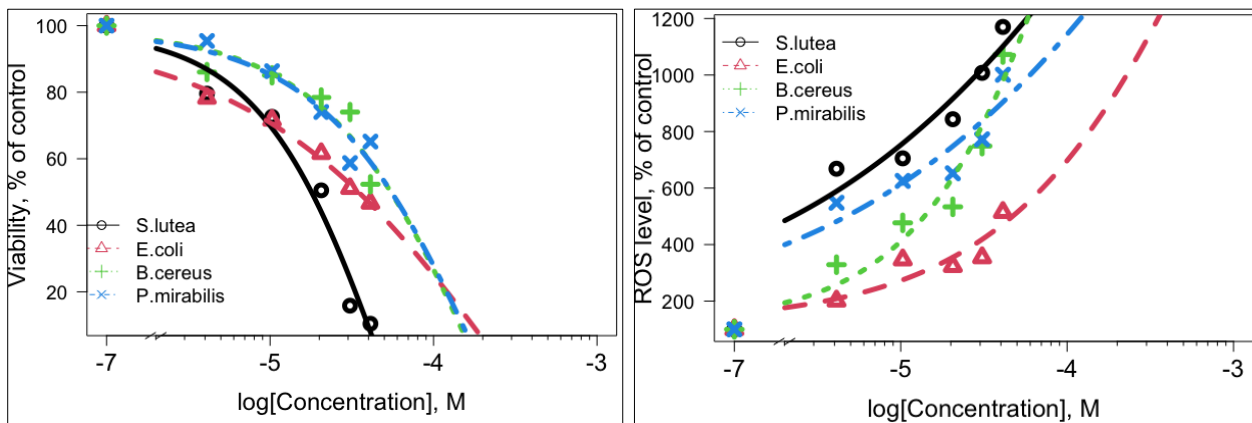 Viability, % of control
100
80
60
40
20
S.lutea
E.coli
B.cereus
P.mirabilis
-7
-5
-4
-3
log[Concentration], M
ROS level, % of control
1200
1000
800
600
400
200
S.lutea
E.coli
B.cereus
P.mirabilis
-7
-5
-4
-3
log[Concentration], M